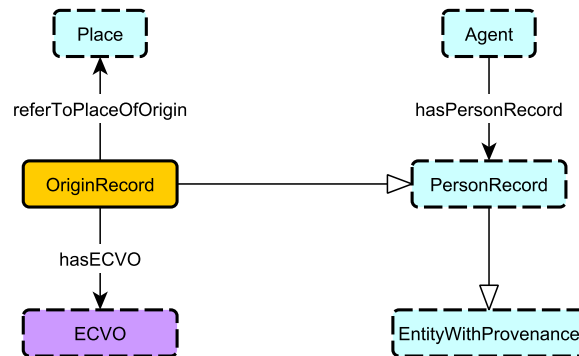 Place
Agent
referToPlaceOfOrigin
hasPersonRecord
OriginRecord
PersonRecord
hasECVO
ECVO
EntityWithProvenance